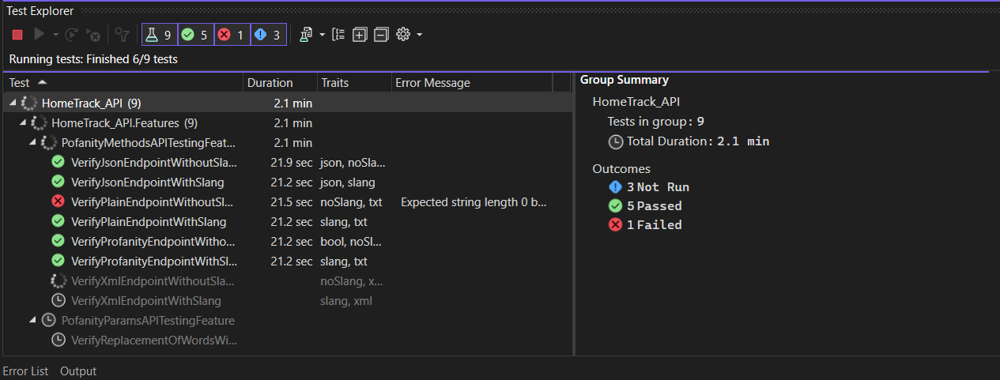 Test Explorer
9 5 1 3
Running tests: Finished 6/9 tests
Test Duration Traits Error Message
HomeTrack_API (9) 2.1 min
HomeTrack_API.Features (9) 2.1 min
PofanityMethodsAPITestingFeat... 2.1 min
VerifyJsonEndpointWithoutSla... 21.9 sec json, noSla...
VerifyJsonEndpointWithSlang 21.2 sec json, slang
VerifyPlainEndpointWithoutSl... 21.5 sec noSlang, txt Expected string length 0 b...
VerifyPlainEndpointWithSlang 21.2 sec slang, txt
VerifyProfanityEndpointWitho... 21.2 sec bool, noSl...
VerifyProfanityEndpointWithSl... 21.2 sec slang, txt
VerifyXmlEndpointWithoutSla... noSlang, x...
VerifyXmlEndpointWithSlang slang, xml
PofanityParamsAPITestingFeature
VerifyReplacementOfWordsWi...
Group Summary
HomeTrack_API
Tests in group: 9
Total Duration: 2.1 min
Outcomes
3 Not Run
5 Passed
1 Failed
Error List Output